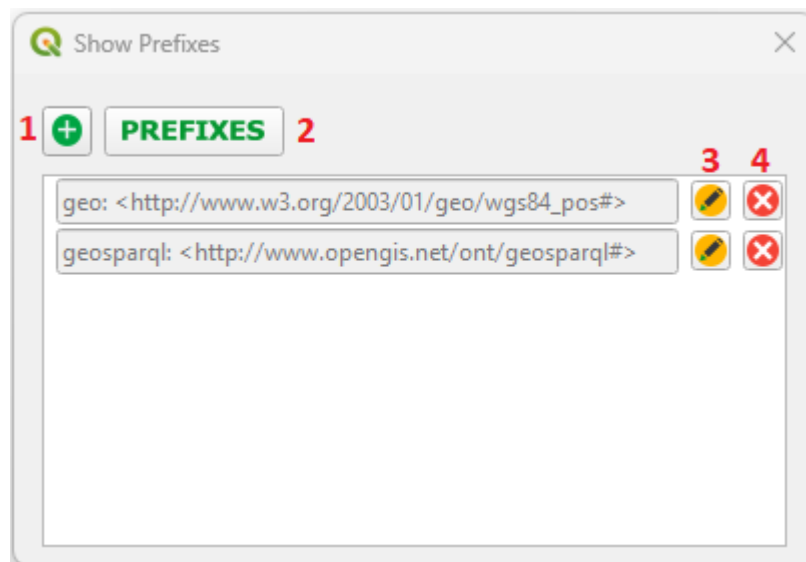 Show Prefixes
1 PREFIXES 2
3 4
geo: <http://www.w3.org/2003/01/geo/wgs84_pos#>
geosparql: <http://www.opengis.net/ont/geosparql#>